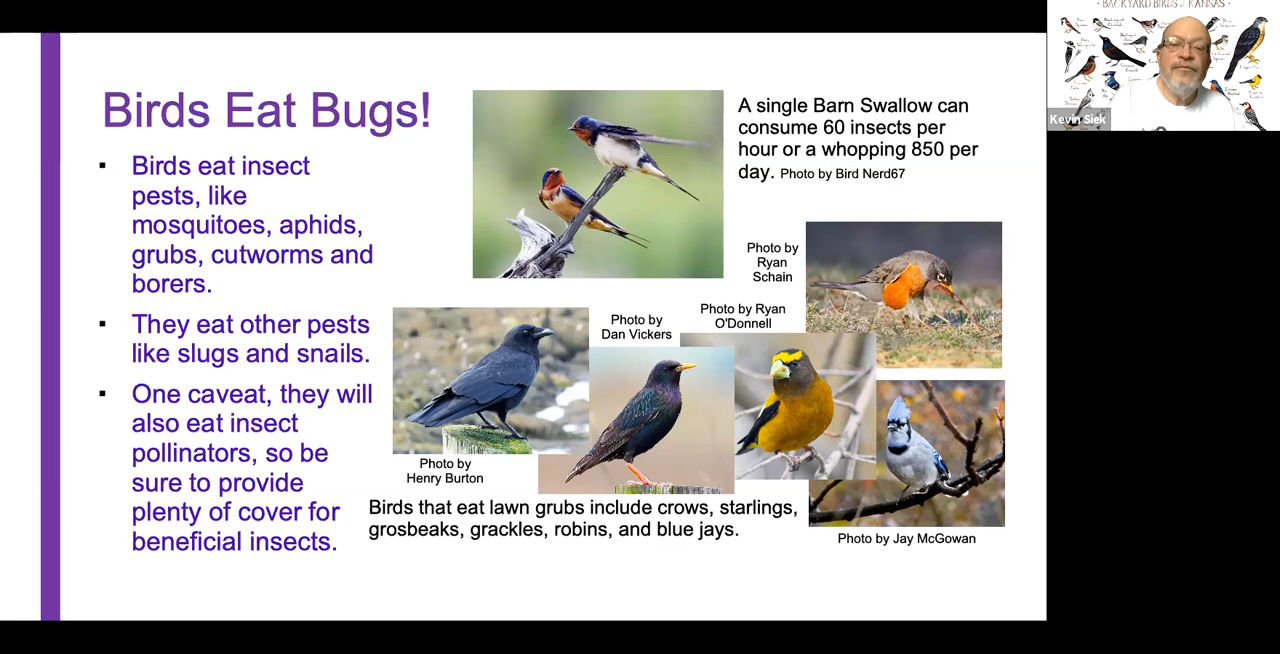 Birds Eat Bugs!
▪ Birds eat insect
pests, like
mosquitoes, aphids,
grubs, cutworms and
borers.
▪ They eat other pests
like slugs and snails.
▪ One caveat, they will
also eat insect
pollinators, so be
sure to provide
plenty of cover for
beneficial insects.
A single Barn Swallow can
consume 60 insects per
hour or a whopping 850 per
day. Photo by Bird Nerd67
Photo by
Ryan
Schain
Photo by Ryan
O'Donnell
Photo by
Dan Vickers
Photo by
Henry Burton
Birds that eat lawn grubs include crows, starlings,
grosbeaks, grackles, robins, and blue jays.
Photo by Jay McGowan
BACKYARD BIRDS of KANSAS
Kevin Siek